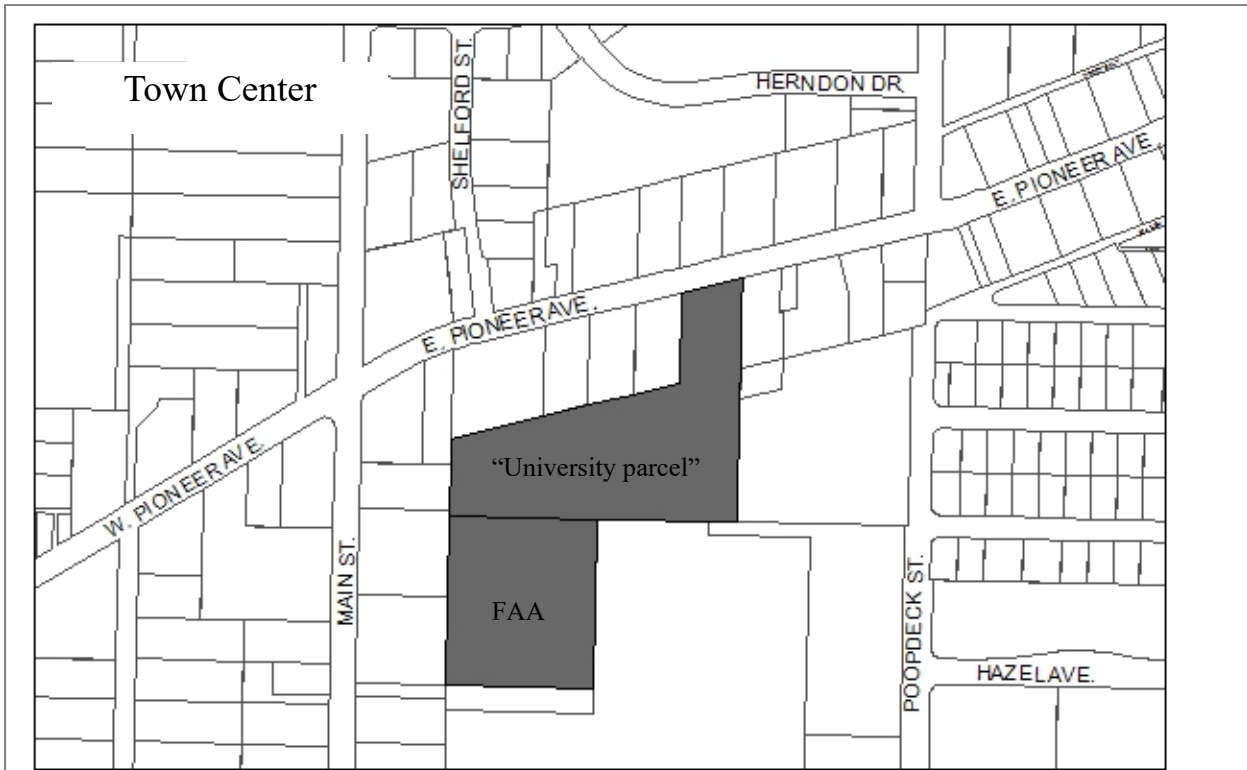 Town Center
SHELFORD ST.
HERNDON DR.
E. PIONEER AVE.
E. PIONEER AVE.
“University parcel”
W. PIONEER AVE.
MAIN ST.
FAA
POOPDECK ST.
HAZEL AVE.